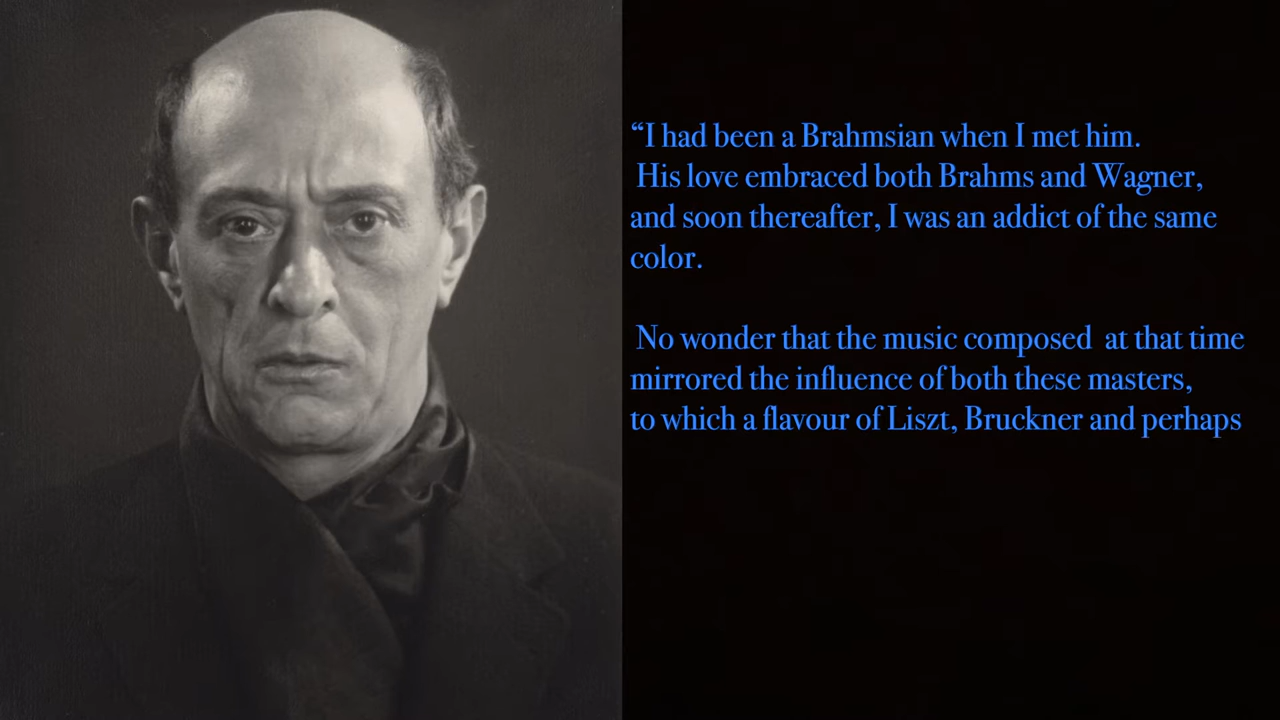 “I had been a Brahmsian when I met him.
His love embraced both Brahms and Wagner,
and soon thereafter, I was an addict of the same
color.
No wonder that the music composed at that time
mirrored the influence of both these masters,
to which a flavour of Liszt, Bruckner and perhaps